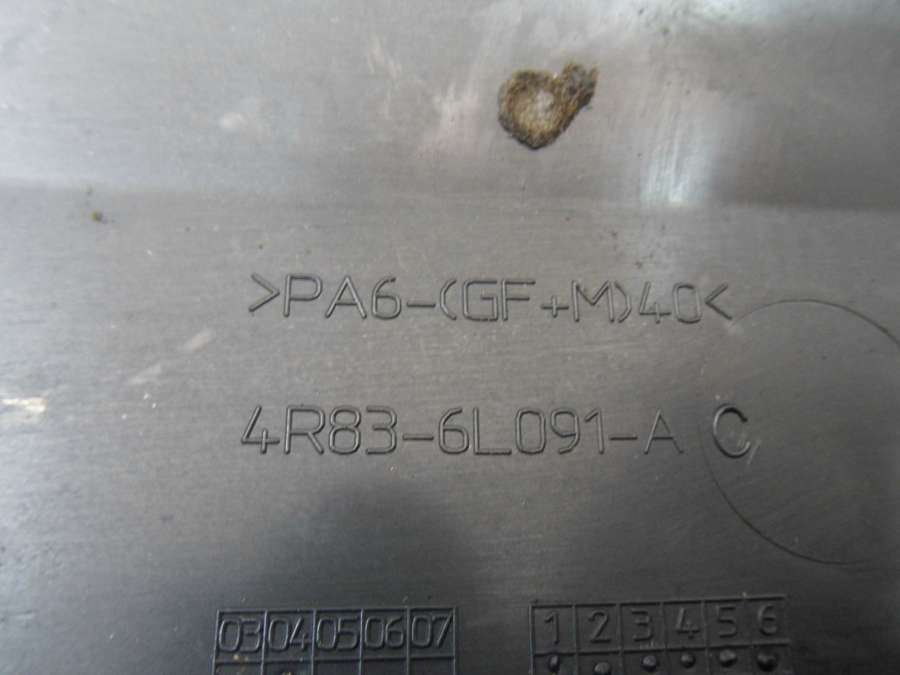 >PA6-(GF+M)40<
4R83-6L091-A C
03 04 05 06 07 1 2 3 4 5 6